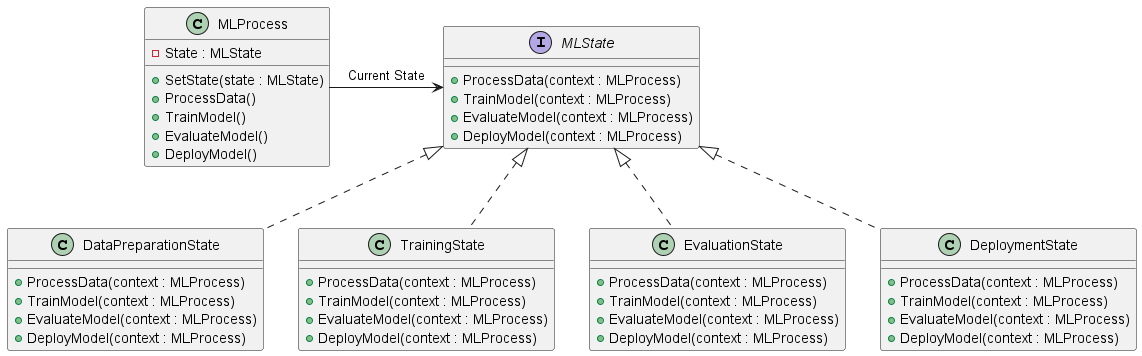 C MLProcess
State : MLState
SetState(state : MLState)
ProcessData()
TrainModel()
EvaluateModel()
DeployModel()
Current State
I MLState
ProcessData(context : MLProcess)
TrainModel(context : MLProcess)
EvaluateModel(context : MLProcess)
DeployModel(context : MLProcess)
C DataPreparationState
ProcessData(context : MLProcess)
TrainModel(context : MLProcess)
EvaluateModel(context : MLProcess)
DeployModel(context : MLProcess)
C TrainingState
ProcessData(context : MLProcess)
TrainModel(context : MLProcess)
EvaluateModel(context : MLProcess)
DeployModel(context : MLProcess)
C EvaluationState
ProcessData(context : MLProcess)
TrainModel(context : MLProcess)
EvaluateModel(context : MLProcess)
DeployModel(context : MLProcess)
C DeploymentState
ProcessData(context : MLProcess)
TrainModel(context : MLProcess)
EvaluateModel(context : MLProcess)
DeployModel(context : MLProcess)